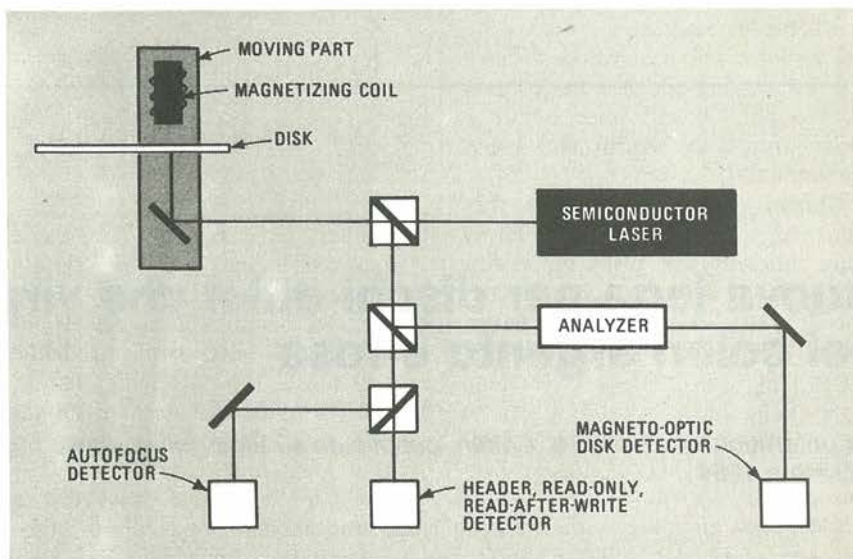 MOVING PART
MAGNETIZING COIL
DISK
SEMICONDUCTOR
LASER
ANALYZER
MAGNETO-OPTIC
DISK DETECTOR
AUTOFOCUS
DETECTOR
HEADER, READ-ONLY,
READ-AFTER-WRITE
DETECTOR